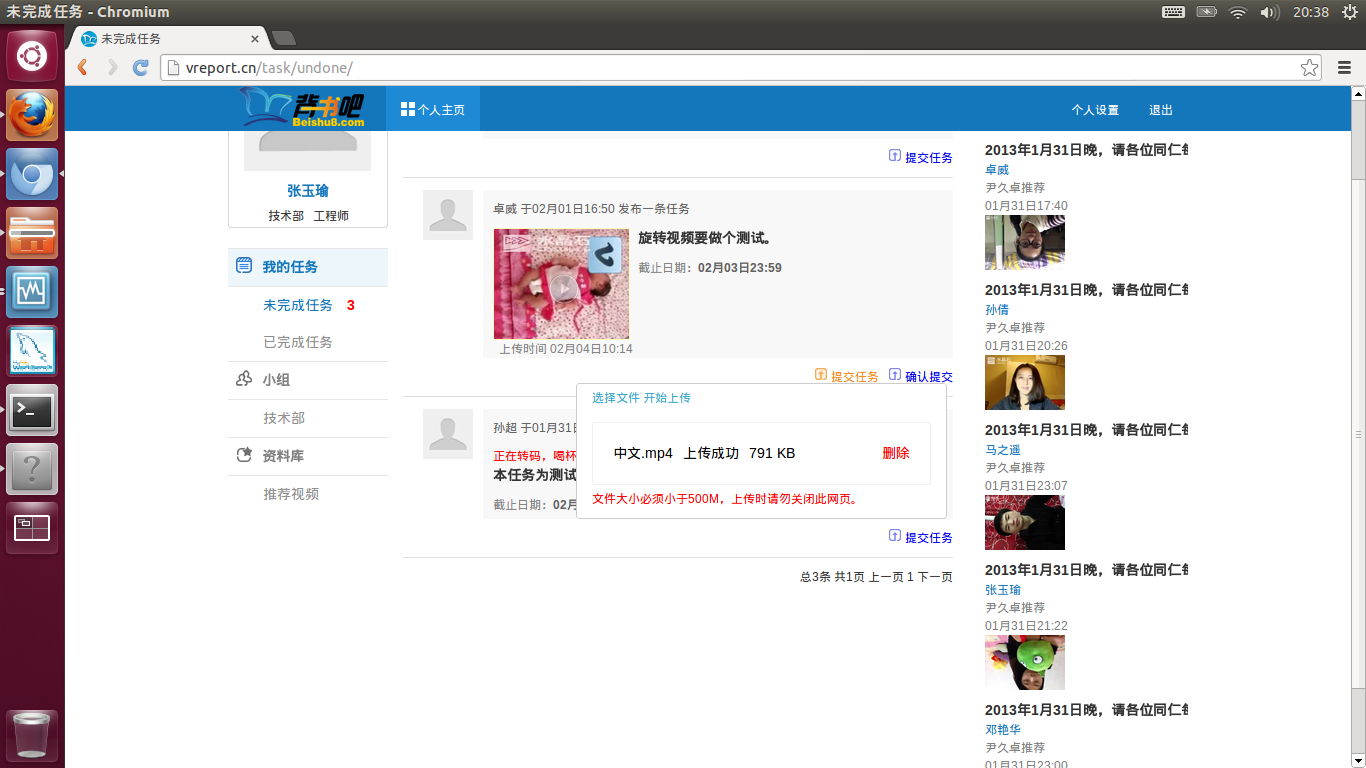 未完成任务 - Chromium
20:38
未完成任务
vreport.cn/task/undone/
背书吧
Beishu8.com
个人主页
个人设置
退出
张玉瑜
技术部 工程师
我的任务
未完成任务 3
已完成任务
小组
技术部
资料库
推荐视频
提交任务
卓威 于02月01日16:50 发布一条任务
旋转视频要做个测试。
截止日期：02月03日23:59
上传时间 02月04日10:14
提交任务 确认提交
孙超 于01月31日
正在转码，喝杯
本任务为测试
截止日期：02月
选择文件 开始上传
中文.mp4 上传成功 791 KB 删除
文件大小必须小于500M，上传时请勿关闭此网页。
提交任务
总3条 共1页 上一页 1 下一页
2013年1月31日晚，请各位同仁
卓威
尹久卓推荐
01月31日17:40
2013年1月31日晚，请各位同仁
孙倩
尹久卓推荐
01月31日20:26
2013年1月31日晚，请各位同仁
马之遥
尹久卓推荐
01月31日23:07
2013年1月31日晚，请各位同仁
张玉瑜
尹久卓推荐
01月31日21:22
2013年1月31日晚，请各位同仁
邓艳华
尹久卓推荐
01月31日23:00